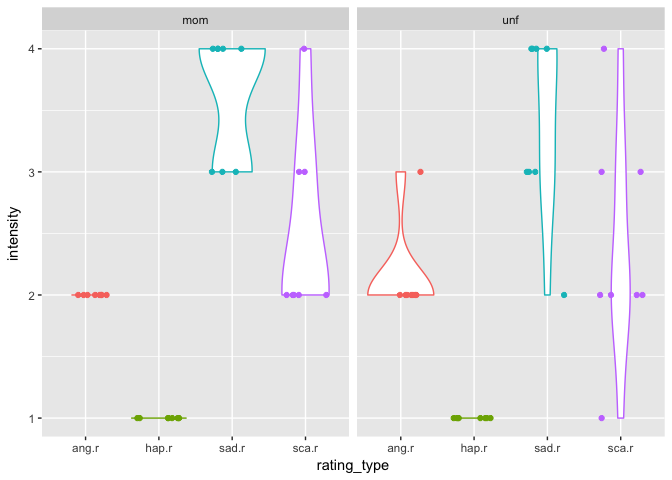 mom unf
4
3
2
1
intensity
ang.r hap.r sad.r sca.r ang.r hap.r sad.r sca.r
rating_type